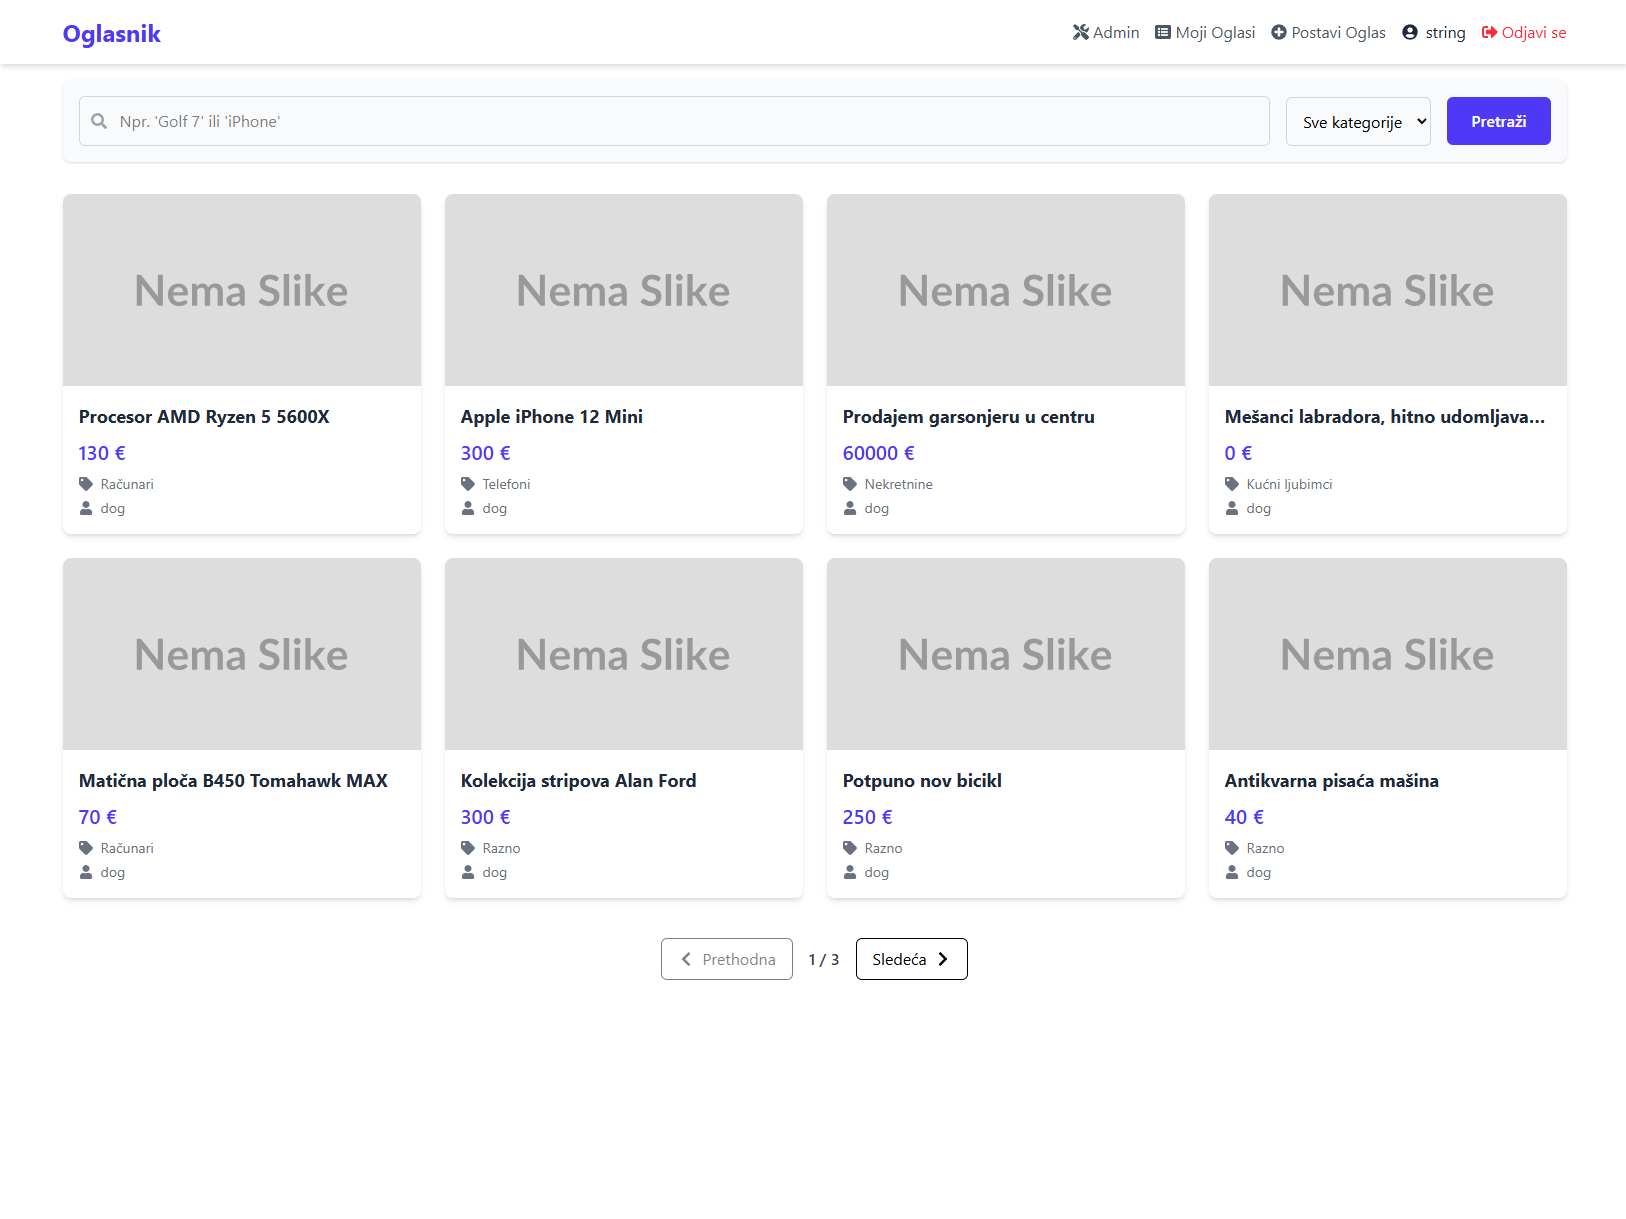 Oglasnik
Admin Moji Oglasi Postavi Oglas string Odjavi se
Npr. 'Golf 7' ili 'iPhone' Sve kategorije Pretraži
Nema Slike Nema Slike Nema Slike Nema Slike
Procesor AMD Ryzen 5 5600X
130 €
Računari
dog
Apple iPhone 12 Mini
300 €
Telefoni
dog
Prodajem garsonjeru u centru
60000 €
Nekretnine
dog
Mešanci labradora, hitno udomljava...
0 €
Kućni ljubimci
dog
Nema Slike Nema Slike Nema Slike Nema Slike
Matična ploča B450 Tomahawk MAX
70 €
Računari
dog
Kolekcija stripova Alan Ford
300 €
Razno
dog
Potpuno nov bicikl
250 €
Razno
dog
Antikvarna pisaća mašina
40 €
Razno
dog
Prethodna 1 / 3 Sledeća